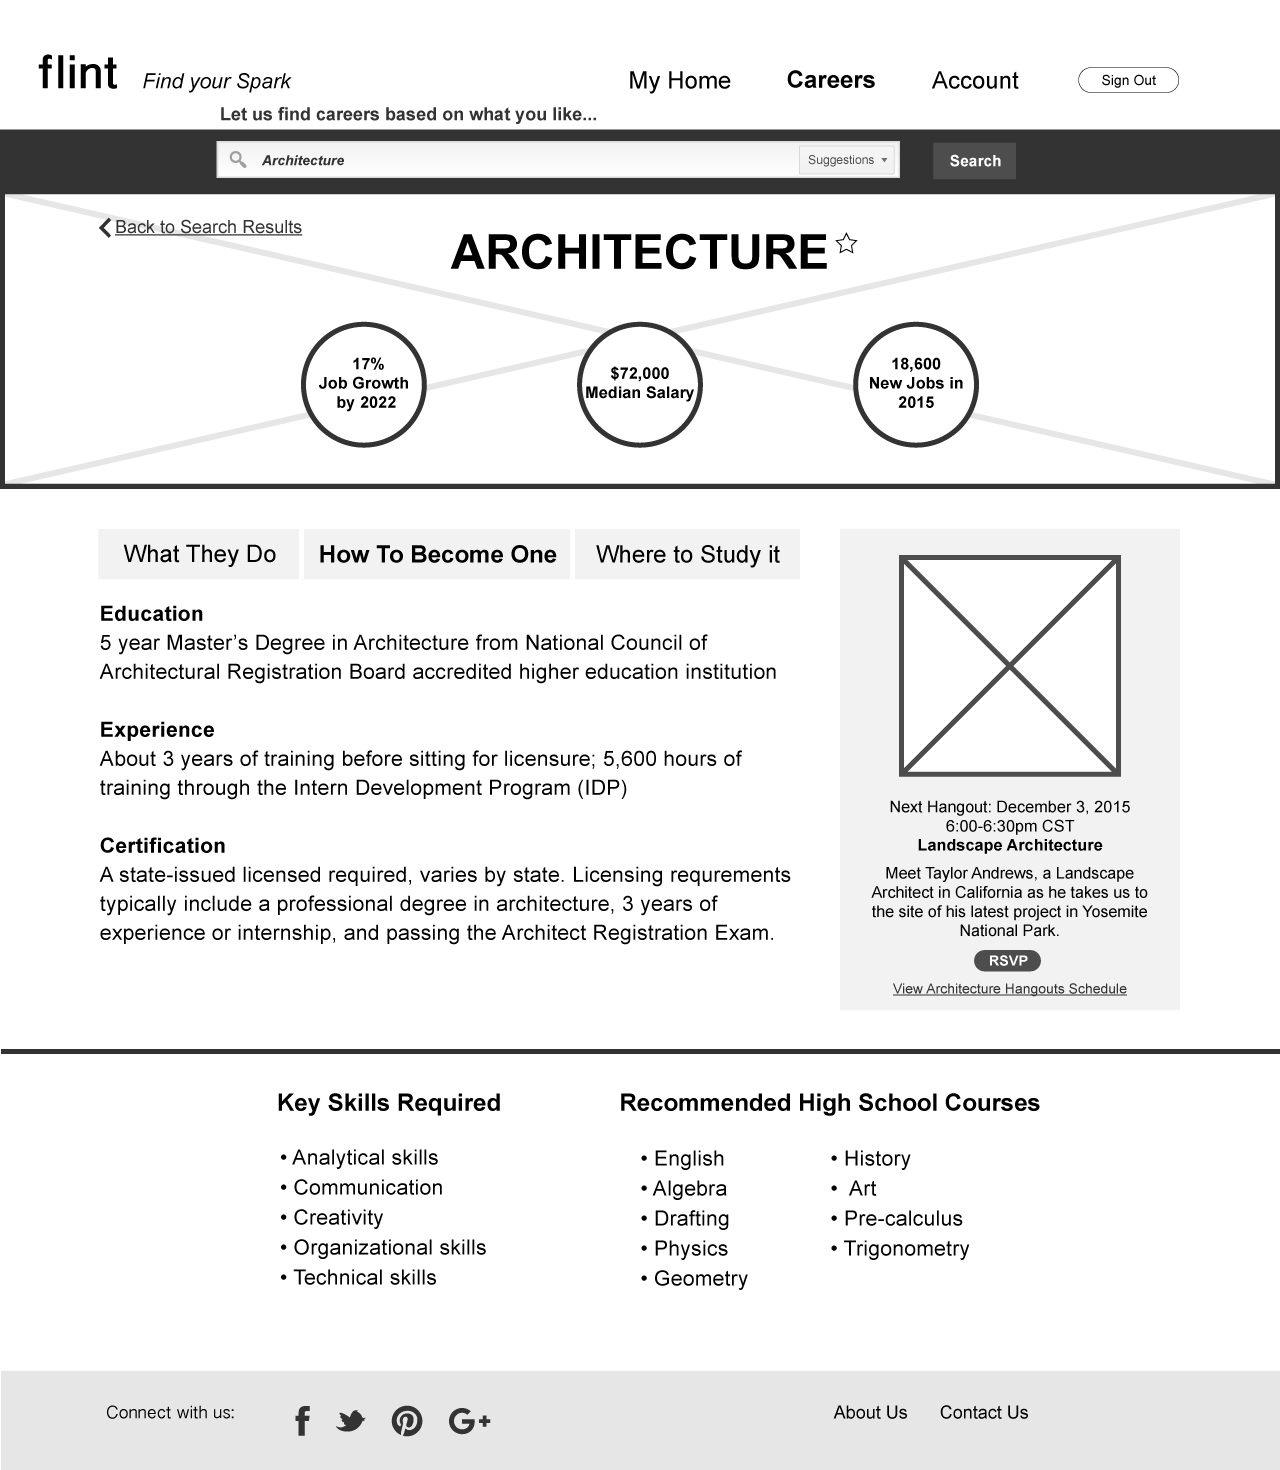 flint
Find your Spark
My Home
Careers
Account
Sign Out
Let us find careers based on what you like...
Architecture
Suggestions
Search
Back to Search Results
ARCHITECTURE
17%
Job Growth
by 2022
$72,000
Median Salary
18,600
New Jobs in
2015
What They Do
How To Become One
Where to Study it
Education
5 year Master’s Degree in Architecture from National Council of
Architectural Registration Board accredited higher education institution
Experience
About 3 years of training before sitting for licensure; 5,600 hours of
training through the Intern Development Program (IDP)
Certification
A state-issued licensed required, varies by state. Licensing requrements
typically include a professional degree in architecture, 3 years of
experience or internship, and passing the Architect Registration Exam.
Next Hangout: December 3, 2015
6:00-6:30pm CST
Landscape Architecture
Meet Taylor Andrews, a Landscape
Architect in California as he takes us to
the site of his latest project in Yosemite
National Park.
RSVP
View Architecture Hangouts Schedule
Key Skills Required
• Analytical skills
• Communication
• Creativity
• Organizational skills
• Technical skills
Recommended High School Courses
• English
• Algebra
• Drafting
• Physics
• Geometry
• History
• Art
• Pre-calculus
• Trigonometry
Connect with us:
About Us
Contact Us